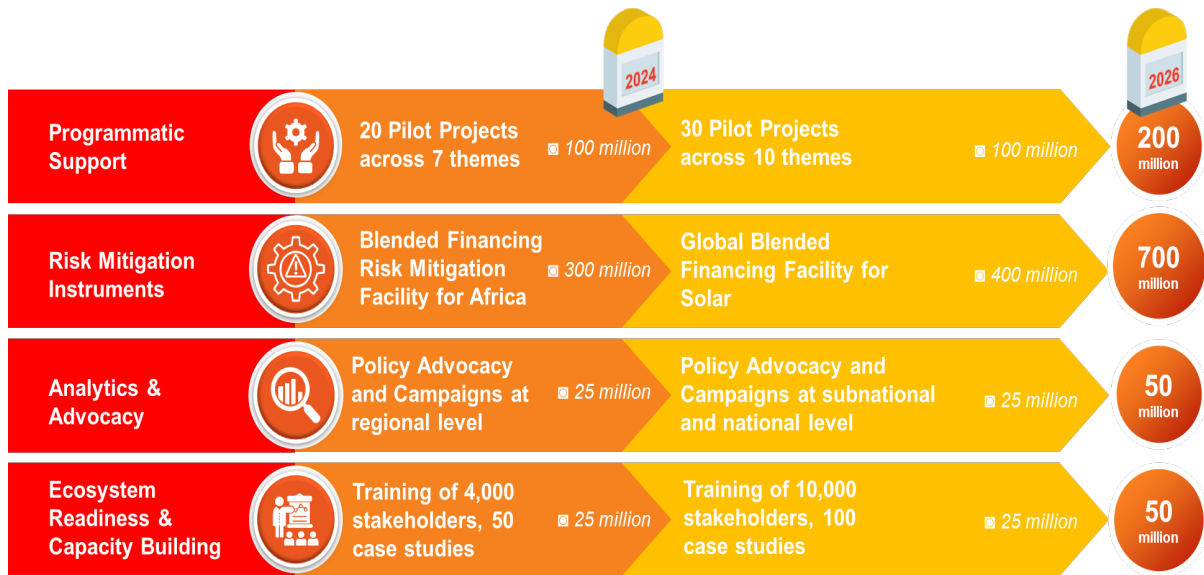 2024
2026
Programmatic
Support
20 Pilot Projects
across 7 themes
◙ 100 million
30 Pilot Projects
across 10 themes
◙ 100 million
200
million
Risk Mitigation
Instruments
Blended Financing
Risk Mitigation
Facility for Africa
◙ 300 million
Global Blended
Financing Facility for
Solar
◙ 400 million
700
million
Analytics &
Advocacy
Policy Advocacy
and Campaigns at
regional level
◙ 25 million
Policy Advocacy and
Campaigns at subnational
and national level
◙ 25 million
50
million
Ecosystem
Readiness &
Capacity Building
Training of 4,000
stakeholders, 50
case studies
◙ 25 million
Training of 10,000
stakeholders, 100
case studies
◙ 25 million
50
million